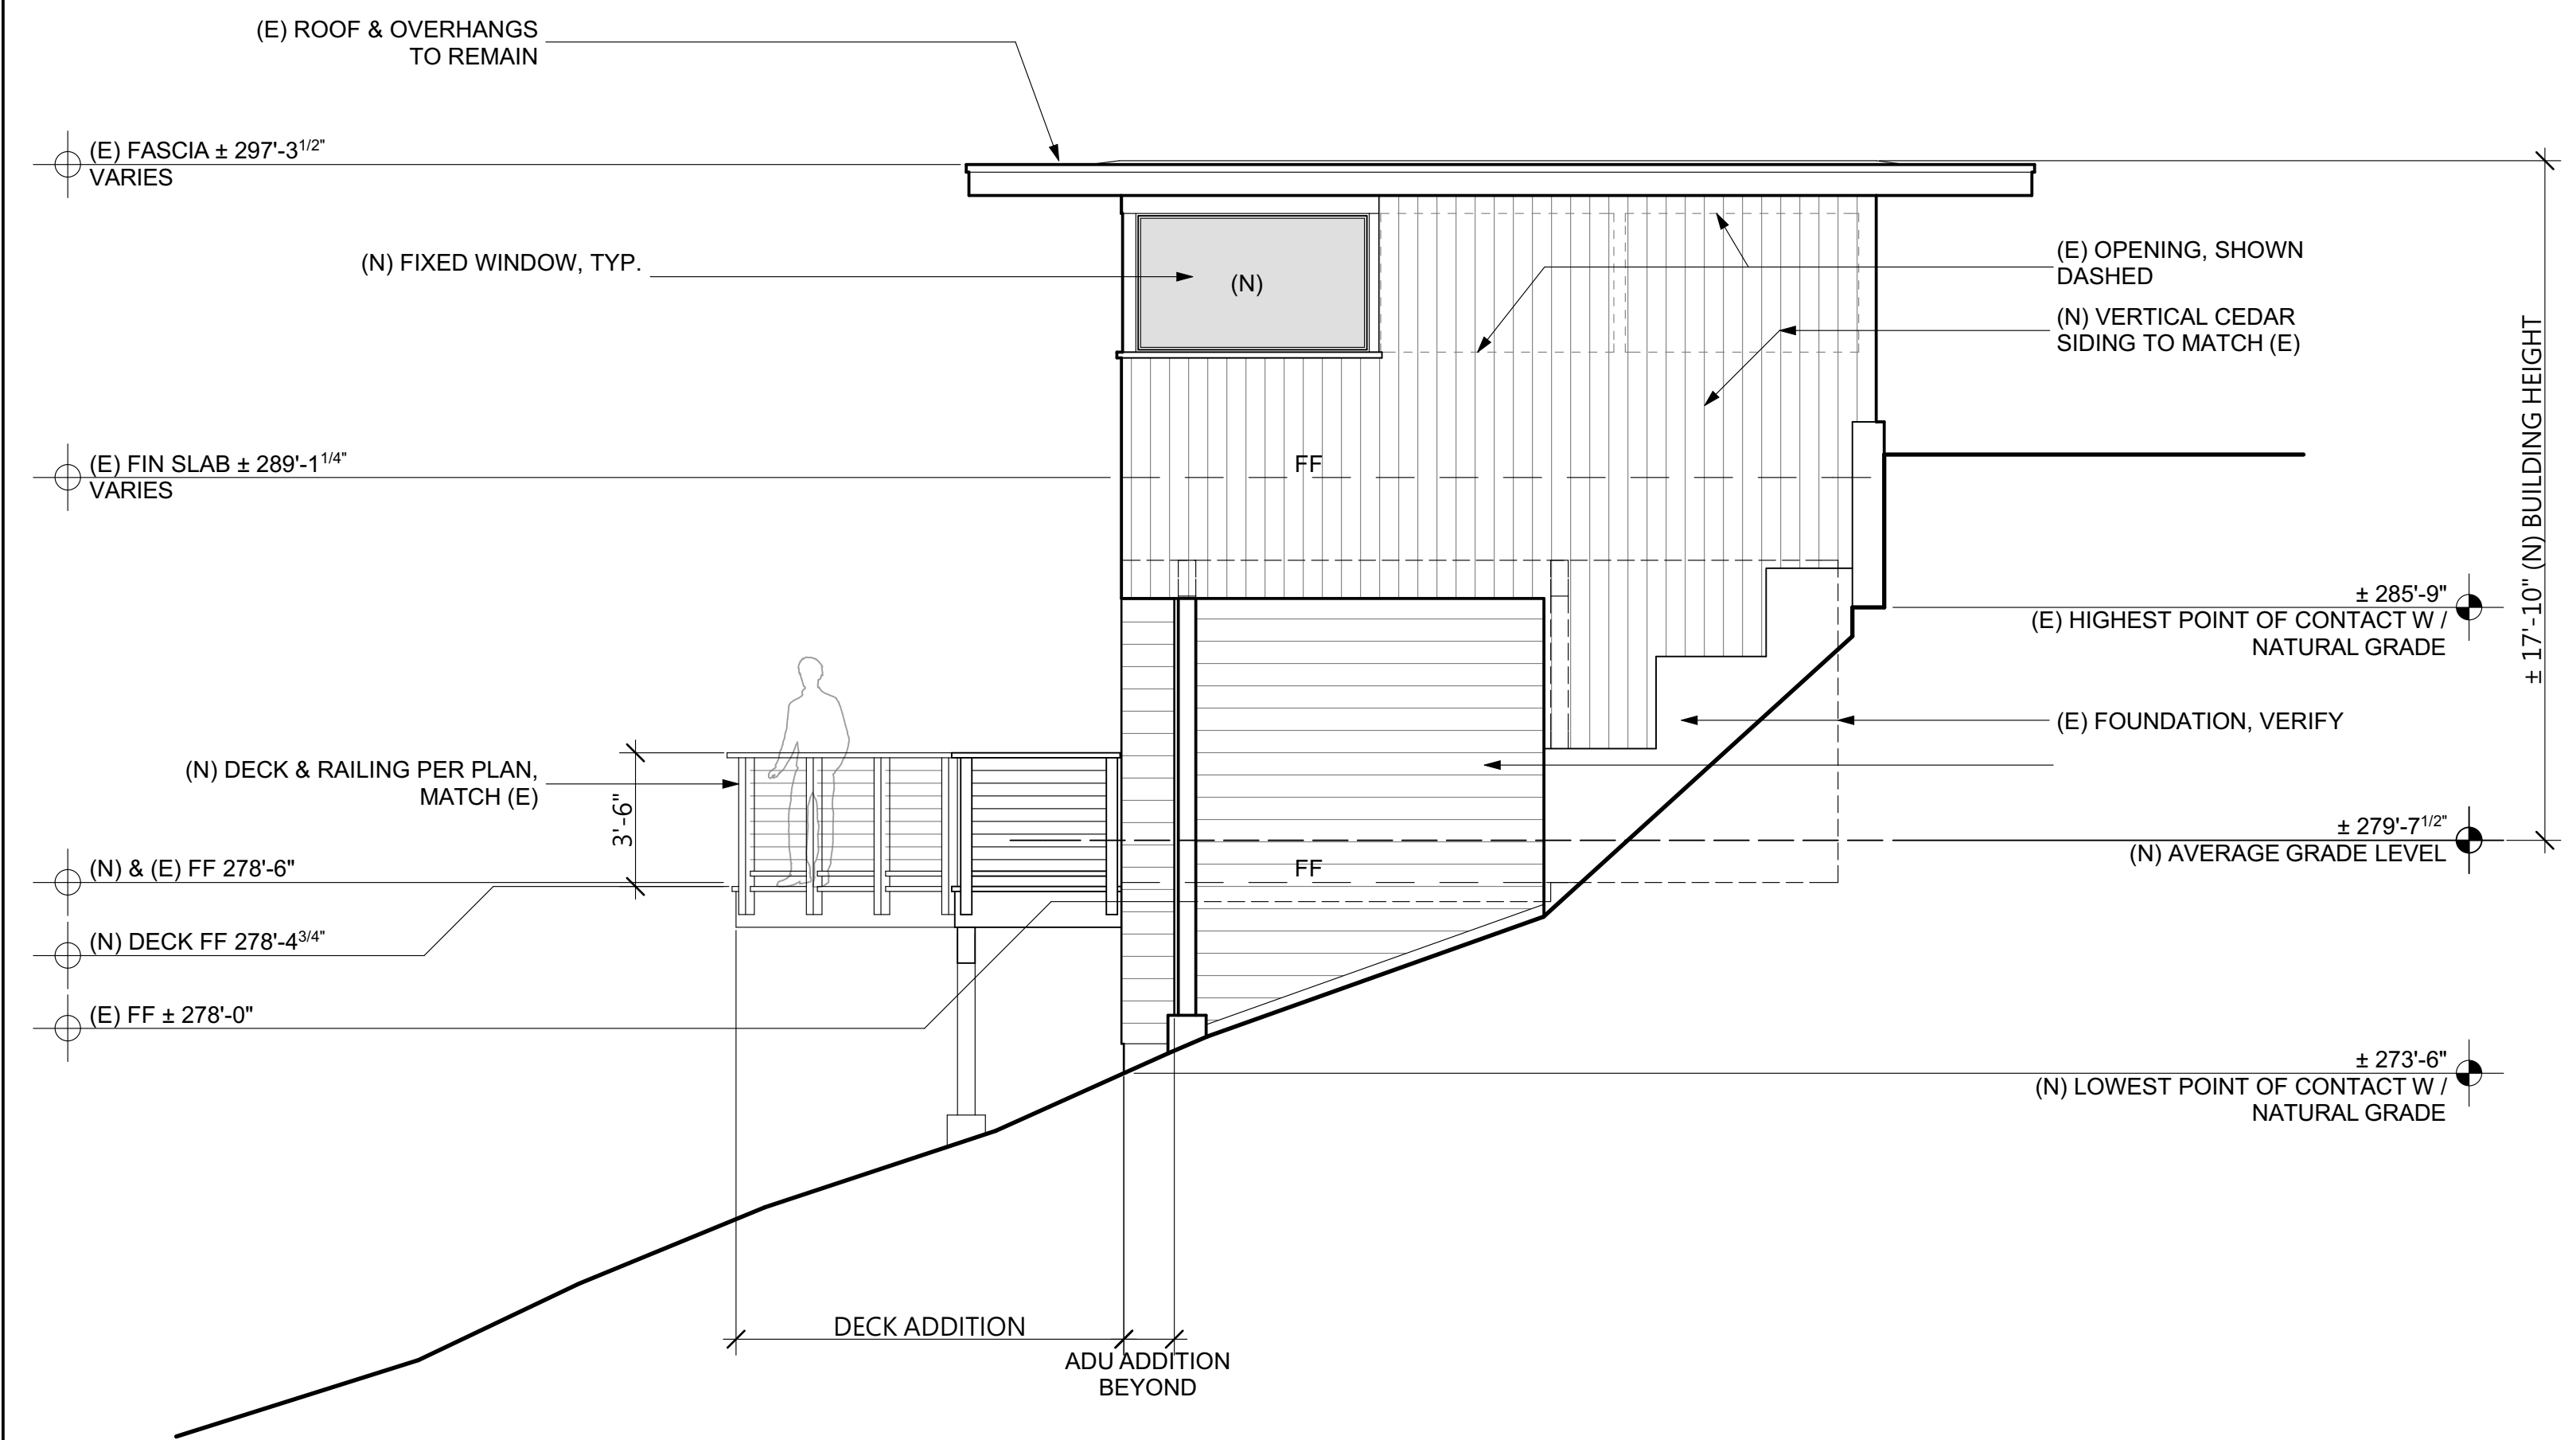 (E) ROOF & OVERHANGS
TO REMAIN
(E) FASCIA ± 297'-3 1/2"
VARIES
(N) FIXED WINDOW, TYP.
(N)
(E) OPENING, SHOWN
DASHED
(N) VERTICAL CEDAR
SIDING TO MATCH (E)
± 17'-10" (N) BUILDING HEIGHT
(E) FIN SLAB ± 289'-1 1/4"
VARIES
FF
± 285'-9"
(E) HIGHEST POINT OF CONTACT W /
NATURAL GRADE
(E) FOUNDATION, VERIFY
(N) DECK & RAILING PER PLAN,
MATCH (E)
3'-6"
± 279'-7 1/2"
(N) AVERAGE GRADE LEVEL
(N) & (E) FF 278'-6"
FF
(N) DECK FF 278'-4 3/4"
(E) FF ± 278'-0"
± 273'-6"
(N) LOWEST POINT OF CONTACT W /
NATURAL GRADE
DECK ADDITION
ADU ADDITION
BEYOND